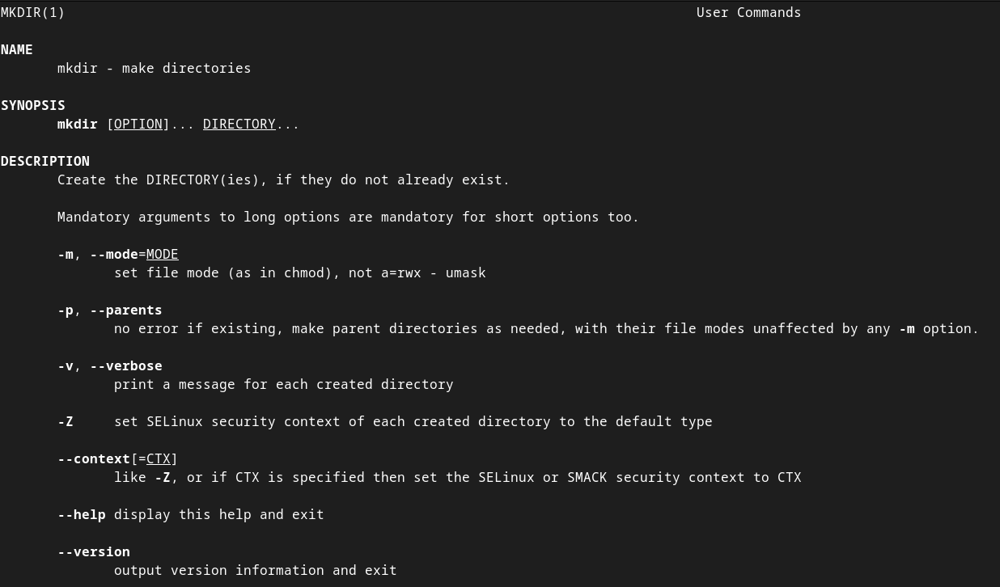 MKDIR(1) User Commands
NAME
mkdir - make directories
SYNOPSIS
mkdir [OPTION]... DIRECTORY...
DESCRIPTION
Create the DIRECTORY(ies), if they do not already exist.
Mandatory arguments to long options are mandatory for short options too.
-m, --mode=MODE
set file mode (as in chmod), not a=rwx - umask
-p, --parents
no error if existing, make parent directories as needed, with their file modes unaffected by any -m option.
-v, --verbose
print a message for each created directory
-Z set SELinux security context of each created directory to the default type
--context[=CTX]
like -Z, or if CTX is specified then set the SELinux or SMACK security context to CTX
--help display this help and exit
--version
output version information and exit